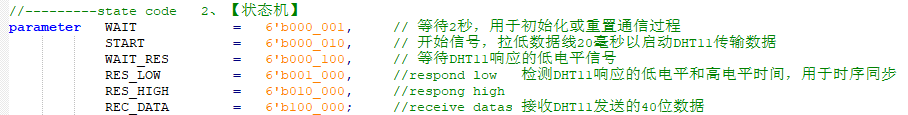 //---------state code   2、【状态机】
parameter   WAIT            =   6'b000_001,     // 等待2秒，用于初始化或重置通信过程
            START           =   6'b000_010,     // 开始信号，拉低数据线20毫秒以启动DHT11传输数据
            WAIT_RES        =   6'b000_100,     // 等待DHT11响应的低电平信号
            RES_LOW         =   6'b001_000,     //respond low   检测DHT11响应的低电平和高电平时间，用于时序同步
            RES_HIGH        =   6'b010_000,     //respong high
            REC_DATA        =   6'b100_000;     //receive datas 接收DHT11发送的40位数据